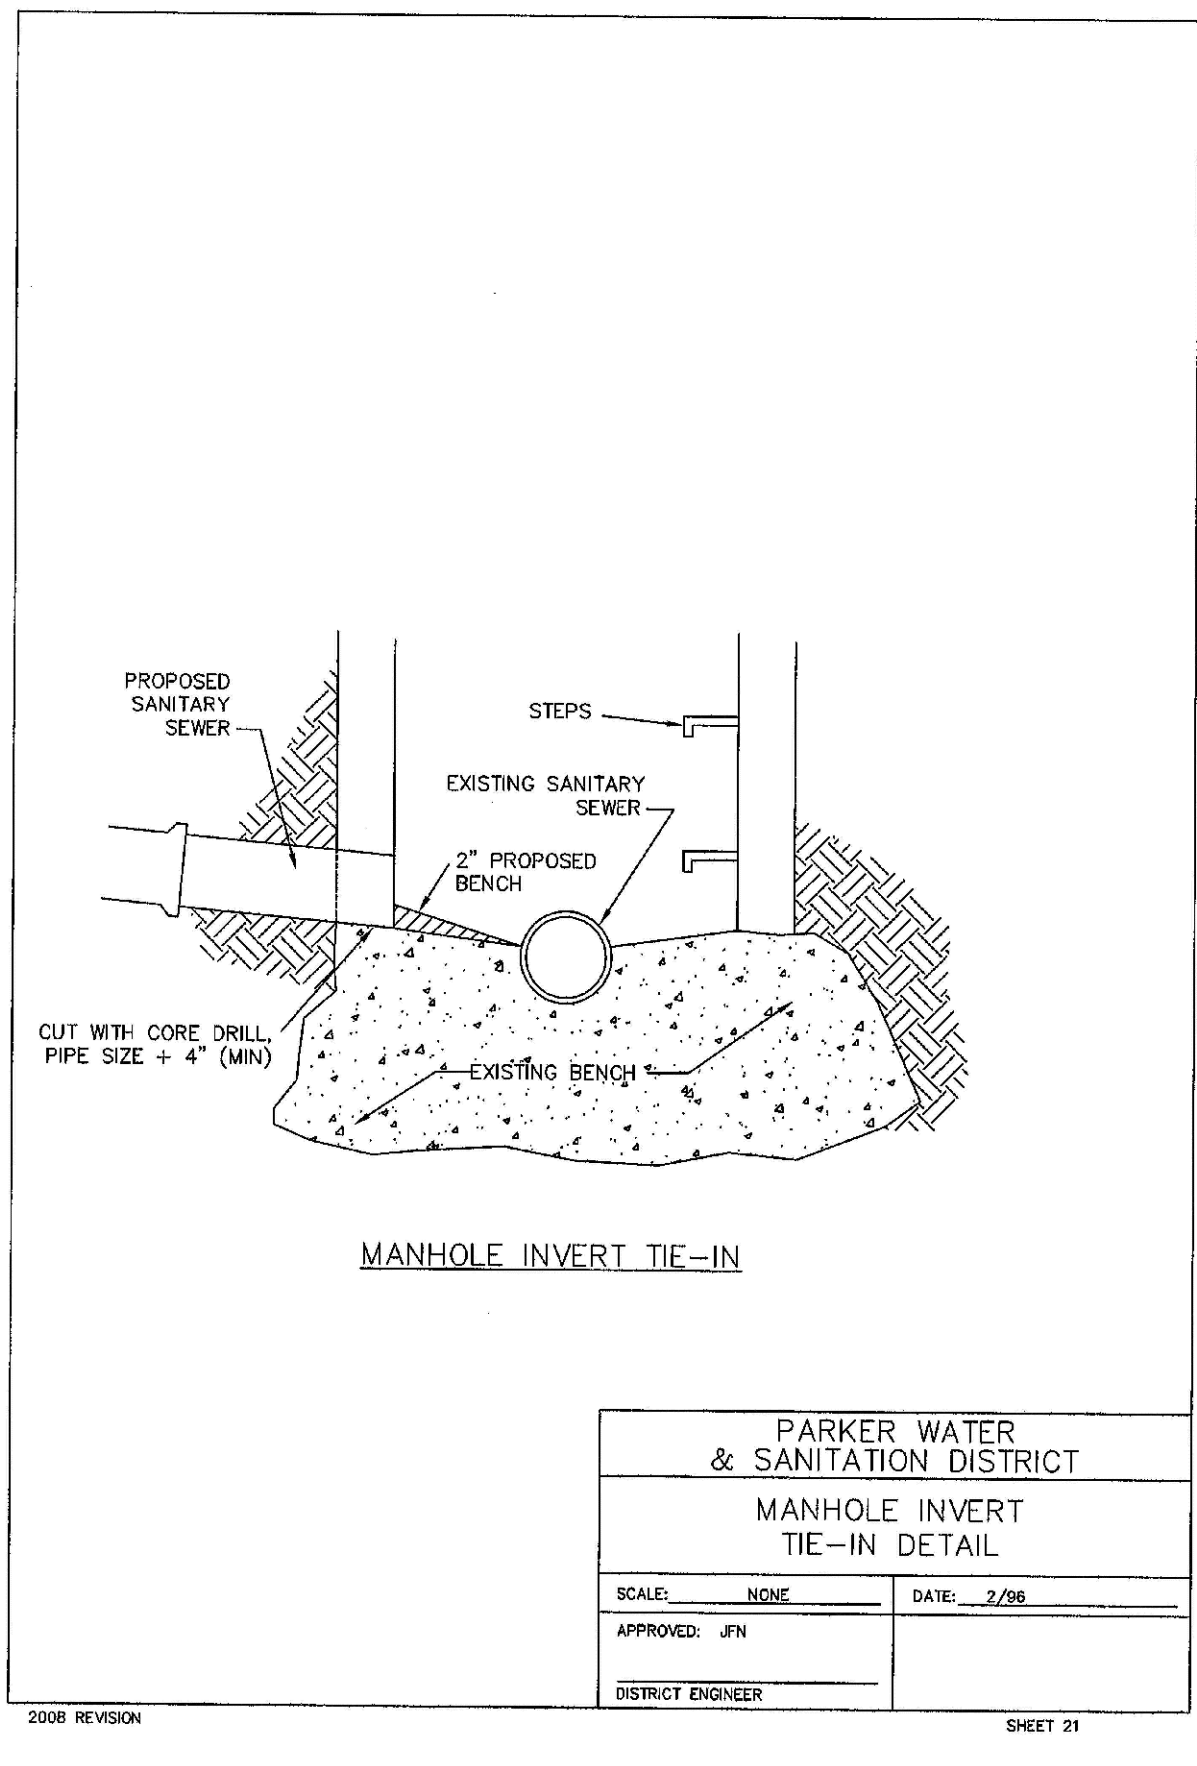 PROPOSED
SANITARY
SEWER
STEPS
EXISTING SANITARY
SEWER
2" PROPOSED
BENCH
CUT WITH CORE DRILL,
PIPE SIZE + 4" (MIN)
EXISTING BENCH
MANHOLE INVERT TIE-IN
PARKER WATER
& SANITATION DISTRICT
MANHOLE INVERT
TIE-IN DETAIL
SCALE: NONE
DATE: 2/96
APPROVED: JFN
DISTRICT ENGINEER
2008 REVISION
SHEET 21